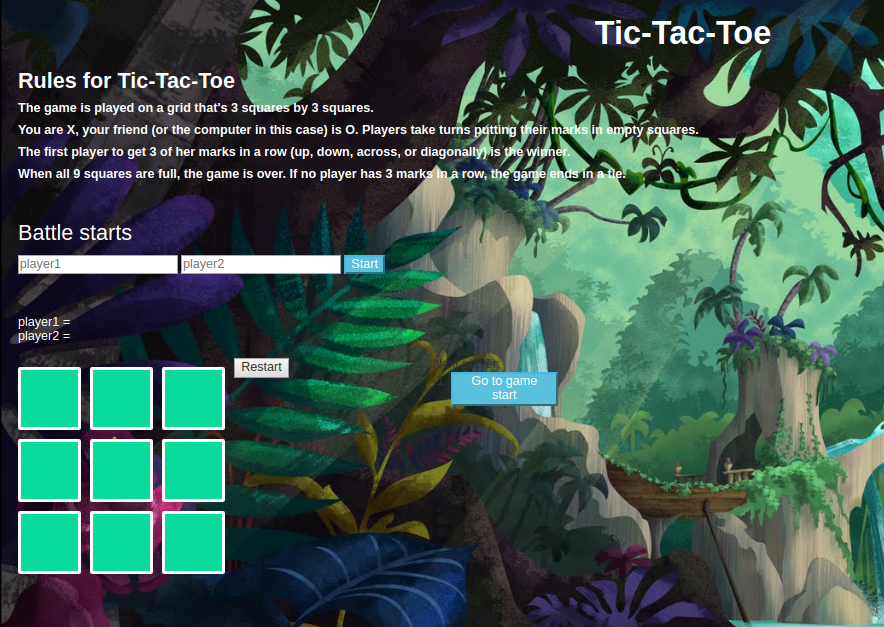 Tic-Tac-Toe
Rules for Tic-Tac-Toe
The game is played on a grid that's 3 squares by 3 squares.
You are X, your friend (or the computer in this case) is O. Players take turns putting their marks in empty squares.
The first player to get 3 of her marks in a row (up, down, across, or diagonally) is the winner.
When all 9 squares are full, the game is over. If no player has 3 marks in a row, the game ends in a tie.
Battle starts
player1 player2 Start
player1 =
player2 =
Restart
Go to game
start